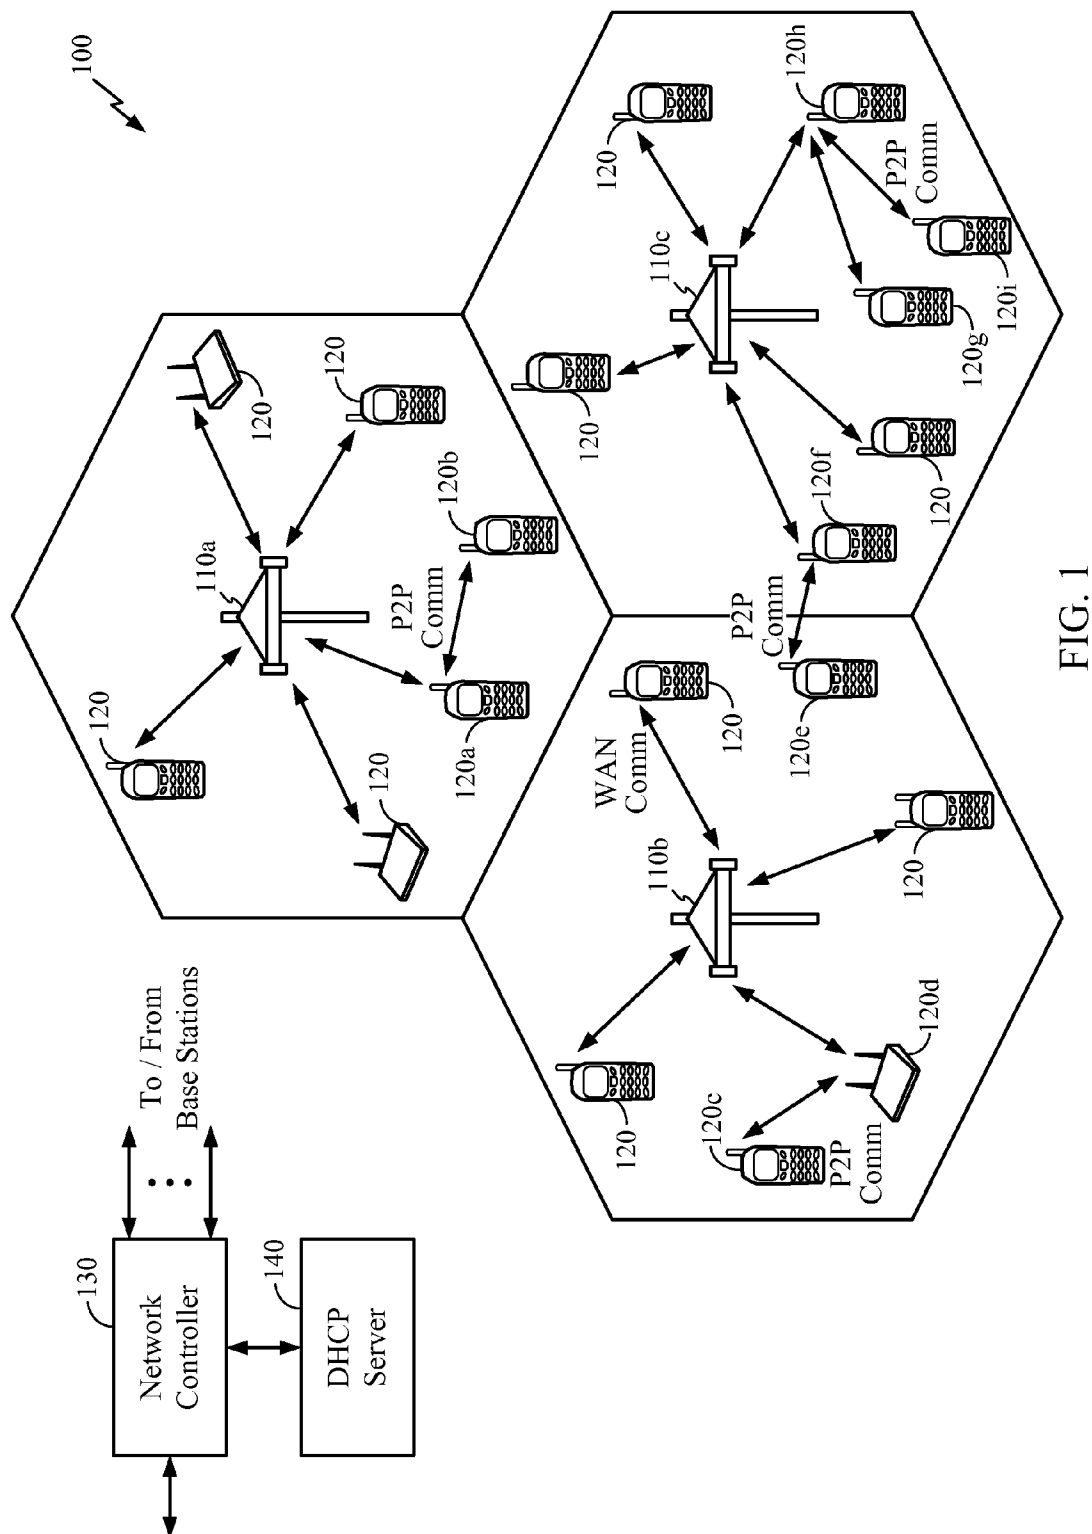 100
130
Network
Controller
To / From
Base Stations
140
DHCP
Server
120
110a
120
120
120
P2P
Comm
120a
120b
120
WAN
Comm
110b
120
120c
P2P
Comm
120d
120
120e
P2P
Comm
120f
120
110c
120
120
120g
120h
P2P
Comm
120i
FIG. 1